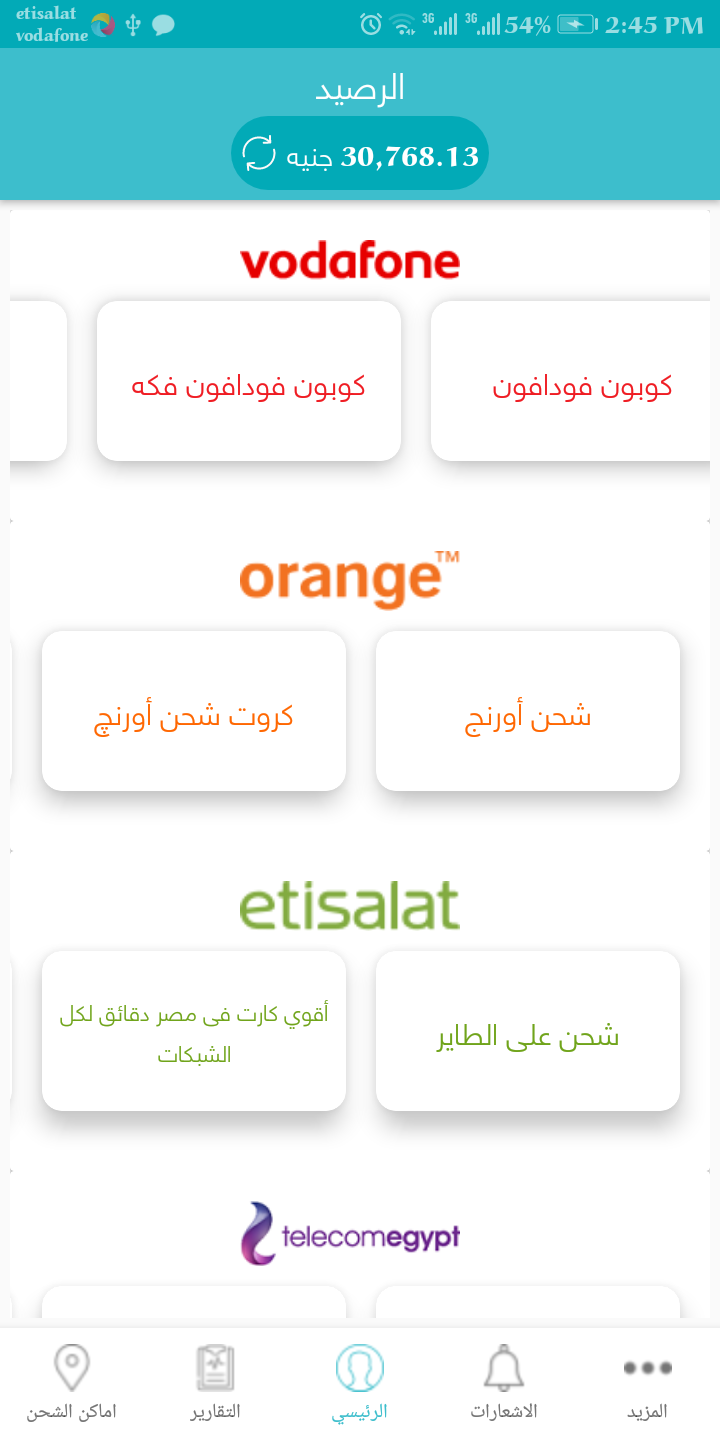 etisalat
vodafone
3G 3G 54% 2:45 PM
الرصيد
30,768.13 جنيه
vodafone
كوبون فودافون
كوبون فودافون فكه
orange™
شحن أورنج
كروت شحن أورنچ
etisalat
شحن على الطاير
أقوي كارت فى مصر دقائق لكل
الشبكات
telecomegypt
المزيد
الاشعارات
الرئيسي
التقارير
اماكن الشحن